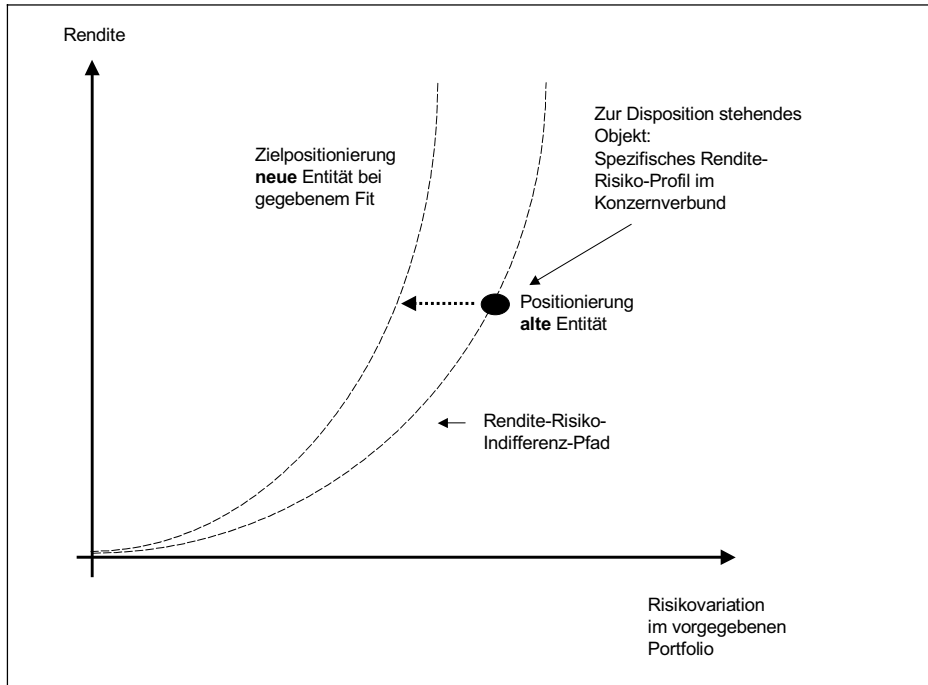 Rendite
Zur Disposition stehendes
Objekt:
Spezifisches Rendite-
Risiko-Profil im
Konzernverbund
Zielpositionierung
neue Entität bei
gegebenem Fit
Positionierung
alte Entität
Rendite-Risiko-
Indifferenz-Pfad
Risikovariation
im vorgegebenen
Portfolio